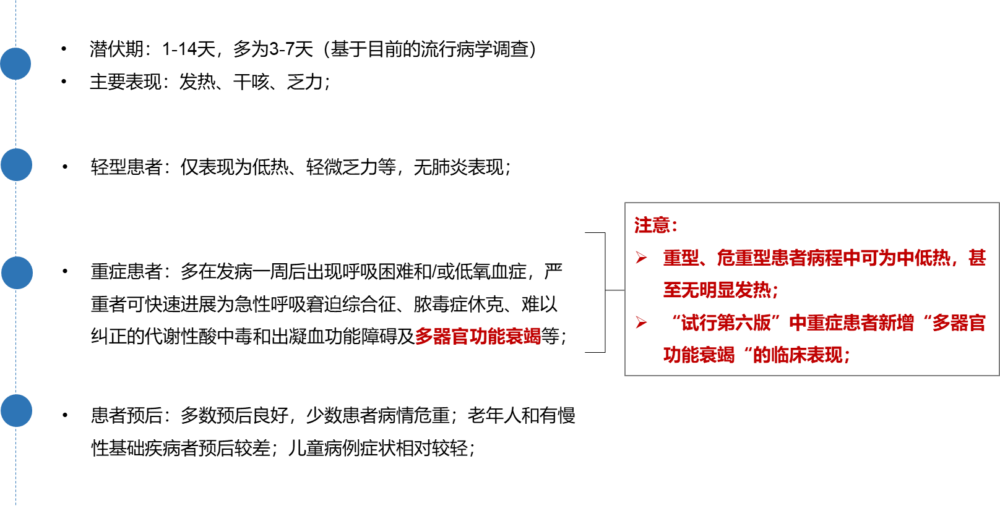 • 潜伏期：1-14天，多为3-7天（基于目前的流行病学调查）
• 主要表现：发热、干咳、乏力；
• 轻型患者：仅表现为低热、轻微乏力等，无肺炎表现；
• 重症患者：多在发病一周后出现呼吸困难和/或低氧血症，严
重者可快速进展为急性呼吸窘迫综合征、脓毒症休克、难以
纠正的代谢性酸中毒和出凝血功能障碍及多器官功能衰竭等；
注意：
➢ 重型、危重型患者病程中可为中低热，甚
至无明显发热；
➢ “试行第六版”中重症患者新增“多器官
功能衰竭“的临床表现；
• 患者预后：多数预后良好，少数患者病情危重；老年人和有慢
性基础疾病者预后较差；儿童病例症状相对较轻；